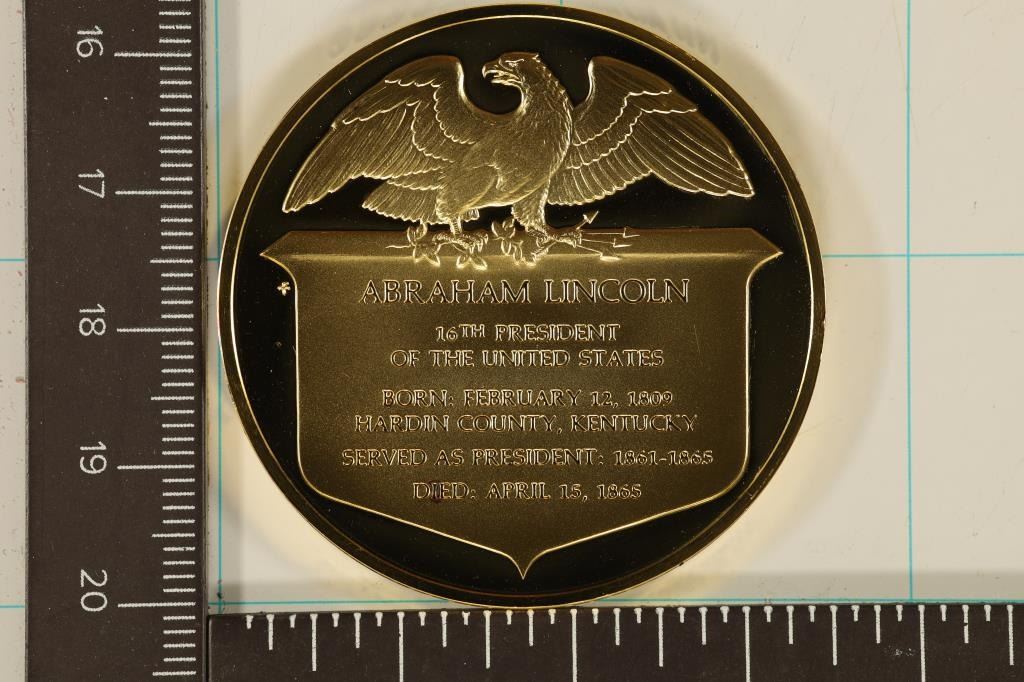 16
17
18
19
20
ABRAHAM LINCOLN
16TH PRESIDENT
OF THE UNITED STATES
BORN: FEBRUARY 12, 1809
HARDIN COUNTY, KENTUCKY
SERVED AS PRESIDENT: 1861-1865
DIED: APRIL 15, 1865